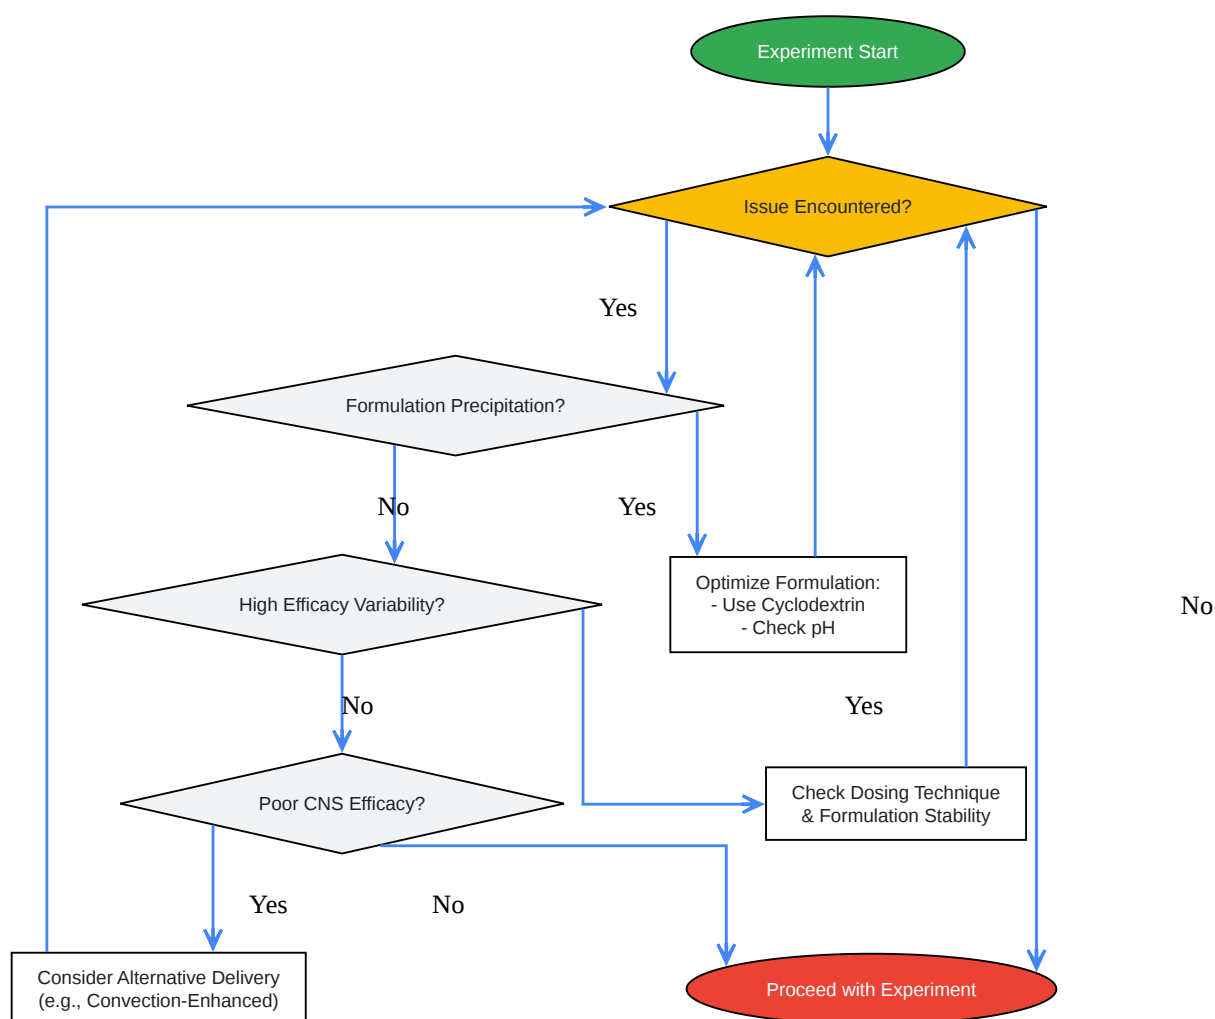 Experiment Start
Issue Encountered?
Yes
Formulation Precipitation?
No
Yes
Optimize Formulation:
- Use Cyclodextrin
- Check pH
High Efficacy Variability?
No
No
Yes
Check Dosing Technique
& Formulation Stability
Poor CNS Efficacy?
Yes
No
Consider Alternative Delivery
(e.g., Convection-Enhanced)
Proceed with Experiment